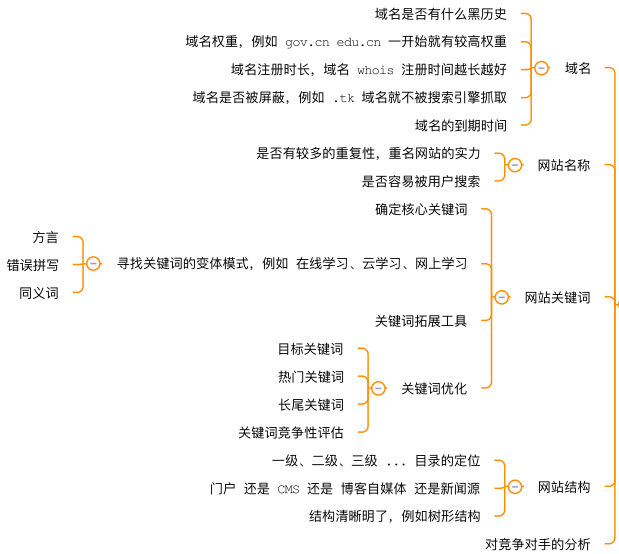 域名是否有什么黑历史
域名权重，例如 gov.cn edu.cn 一开始就有较高权重
域名注册时长，域名 whois 注册时间越长越好
域名
域名是否被屏蔽，例如 .tk 域名就不被搜索引擎抓取
域名的到期时间
是否有较多的重复性，重名网站的实力
网站名称
是否容易被用户搜索
确定核心关键词
方言
错误拼写
寻找关键词的变体模式，例如 在线学习、云学习、网上学习
同义词
网站关键词
关键词拓展工具
目标关键词
热门关键词
关键词优化
长尾关键词
关键词竞争性评估
一级、二级、三级 ... 目录的定位
门户 还是 CMS 还是 博客自媒体 还是新闻源
网站结构
结构清晰明了，例如树形结构
对竞争对手的分析